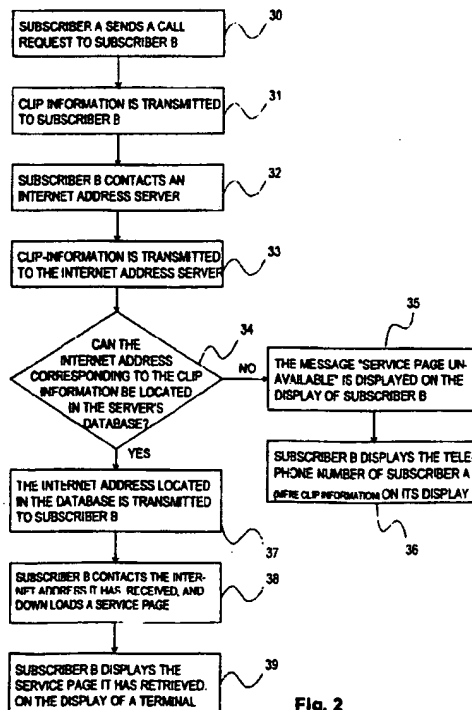 SUBSCRIBER A SENDS A CALL
REQUEST TO SUBSCRIBER B
30
CLIP INFORMATION IS TRANSMITTED
TO SUBSCRIBER B
31
SUBSCRIBER B CONTACTS AN
INTERNET ADDRESS SERVER
32
CLIP-INFORMATION IS TRANSMITTED
TO THE INTERNET ADDRESS SERVER
33
CAN THE
INTERNET ADDRESS
CORRESPONDING TO THE CLIP
INFORMATION BE LOCATED
IN THE SERVER'S
DATABASE?
34
NO
35
THE MESSAGE "SERVICE PAGE UN-
AVAILABLE" IS DISPLAYED ON THE
DISPLAY OF SUBSCRIBER B
SUBSCRIBER B DISPLAYS THE TELE-
PHONE NUMBER OF SUBSCRIBER A
(MERE CLIP INFORMATION) ON ITS DISPLAY
36
YES
THE INTERNET ADDRESS LOCATED
IN THE DATABASE IS TRANSMITTED
TO SUBSCRIBER B
37
SUBSCRIBER B CONTACTS THE INTER-
NET ADDRESS IT HAS RECEIVED, AND
DOWN LOADS A SERVICE PAGE
38
SUBSCRIBER B DISPLAYS THE
SERVICE PAGE IT HAS RETRIEVED,
ON THE DISPLAY OF A TERMINAL
39
Fig. 2